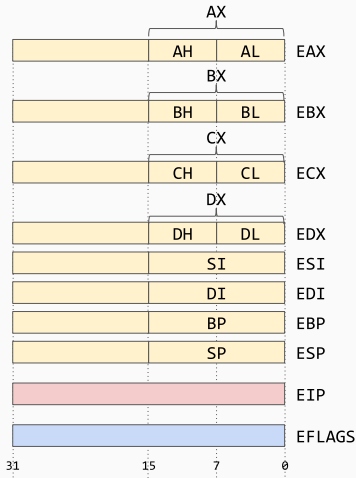 AX
AH AL EAX
BX
BH BL EBX
CX
CH CL ECX
DX
DH DL EDX
SI ESI
DI EDI
BP EBP
SP ESP
EIP
EFLAGS
31 15 7 0